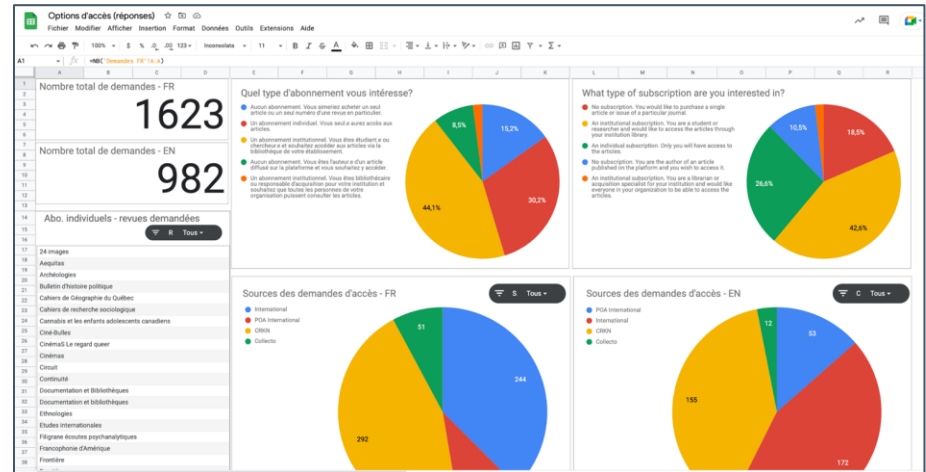 Options d'accès (réponses)
Fichier Modifier Afficher Insertion Format Données Outils Extensions Aide
100% $ % .0 .00 123 Inconsolata 11 B I S A
A1 fx =NB('Demandes FR'!A:A)
A B C D E F G H I J K L M N O P Q R
Nombre total de demandes - FR
1623
Nombre total de demandes - EN
982
Abo. individuels - revues demandées
R Tous
24 images
Aequitas
Archéologies
Bulletin d'histoire politique
Cahiers de Géographie du Québec
Cahiers de recherche sociologique
Cannabis et les enfants adolescents canadiens
Ciné-Bulles
CinémaS Le regard queer
Cinémas
Circuit
Continuité
Documentation et Bibliothèques
Documentation et bibliothèques
Ethnologies
Etudes internationales
Filigrane écoutes psychanalytiques
Francophonie d'Amérique
Frontière
Quel type d'abonnement vous intéresse?
Aucun abonnement. Vous aimeriez acheter un seul
article ou un seul numéro d'une revue en particulier.
Un abonnement individuel. Vous seul.e aurez accès aux
articles.
Un abonnement institutionnel. Vous êtes étudiant.e ou
chercheur.e et souhaitez accéder aux articles via la
bibliothèque de votre établissement.
Aucun abonnement. Vous êtes l'auteur.e d'un article
diffusé sur la plateforme et vous souhaitez y accéder.
Un abonnement institutionnel. Vous êtes bibliothécaire
ou responsable d'acquisition pour votre institution et
souhaitez que toutes les personnes de votre
organisation puissent consulter les articles.
8,5%
15,2%
44,1%
30,2%
What type of subscription are you interested in?
No subscription. You would like to purchase a single
article or issue of a particular journal.
An institutional subscription. You are a student or
researcher and would like to access the articles through
your institution library.
An individual subscription. Only you will have access to
the articles.
No subscription. You are the author of an article
published on the platform and you wish to access it.
An institutional subscription. You are a librarian or
acquisition specialist for your institution and would like
everyone in your organization to be able to access the
articles.
10,5%
18,5%
26,6%
42,6%
Sources des demandes d'accès - FR
S Tous
International
POA International
CRKN
Collecto
51
244
292
Sources des demandes d'accès - EN
C Tous
POA International
International
CRKN
Collecto
12
53
155
172